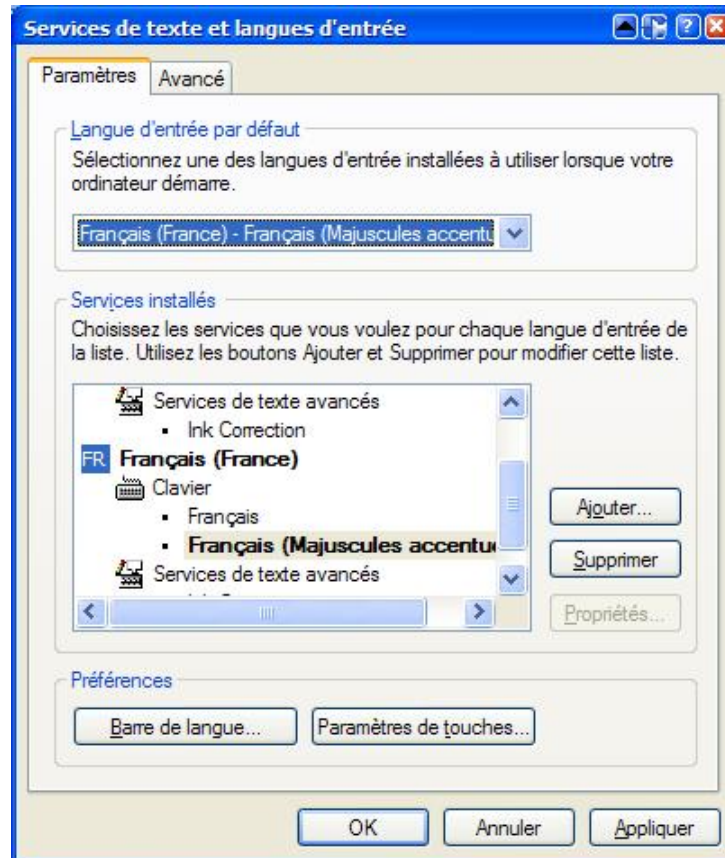 Services de texte et langues d'entrée
Paramètres
Avancé
Langue d'entrée par défaut
Sélectionnez une des langues d'entrée installées à utiliser lorsque votre
ordinateur démarre.
Français (France) - Français (Majuscules accentu
Services installés
Choisissez les services que vous voulez pour chaque langue d'entrée de
la liste. Utilisez les boutons Ajouter et Supprimer pour modifier cette liste.
Services de texte avancés
Ink Correction
FR Français (France)
Clavier
Français
Français (Majuscules accentue
Services de texte avancés
Ajouter...
Supprimer
Propriétés...
Préférences
Barre de langue...
Paramètres de touches...
OK
Annuler
Appliquer